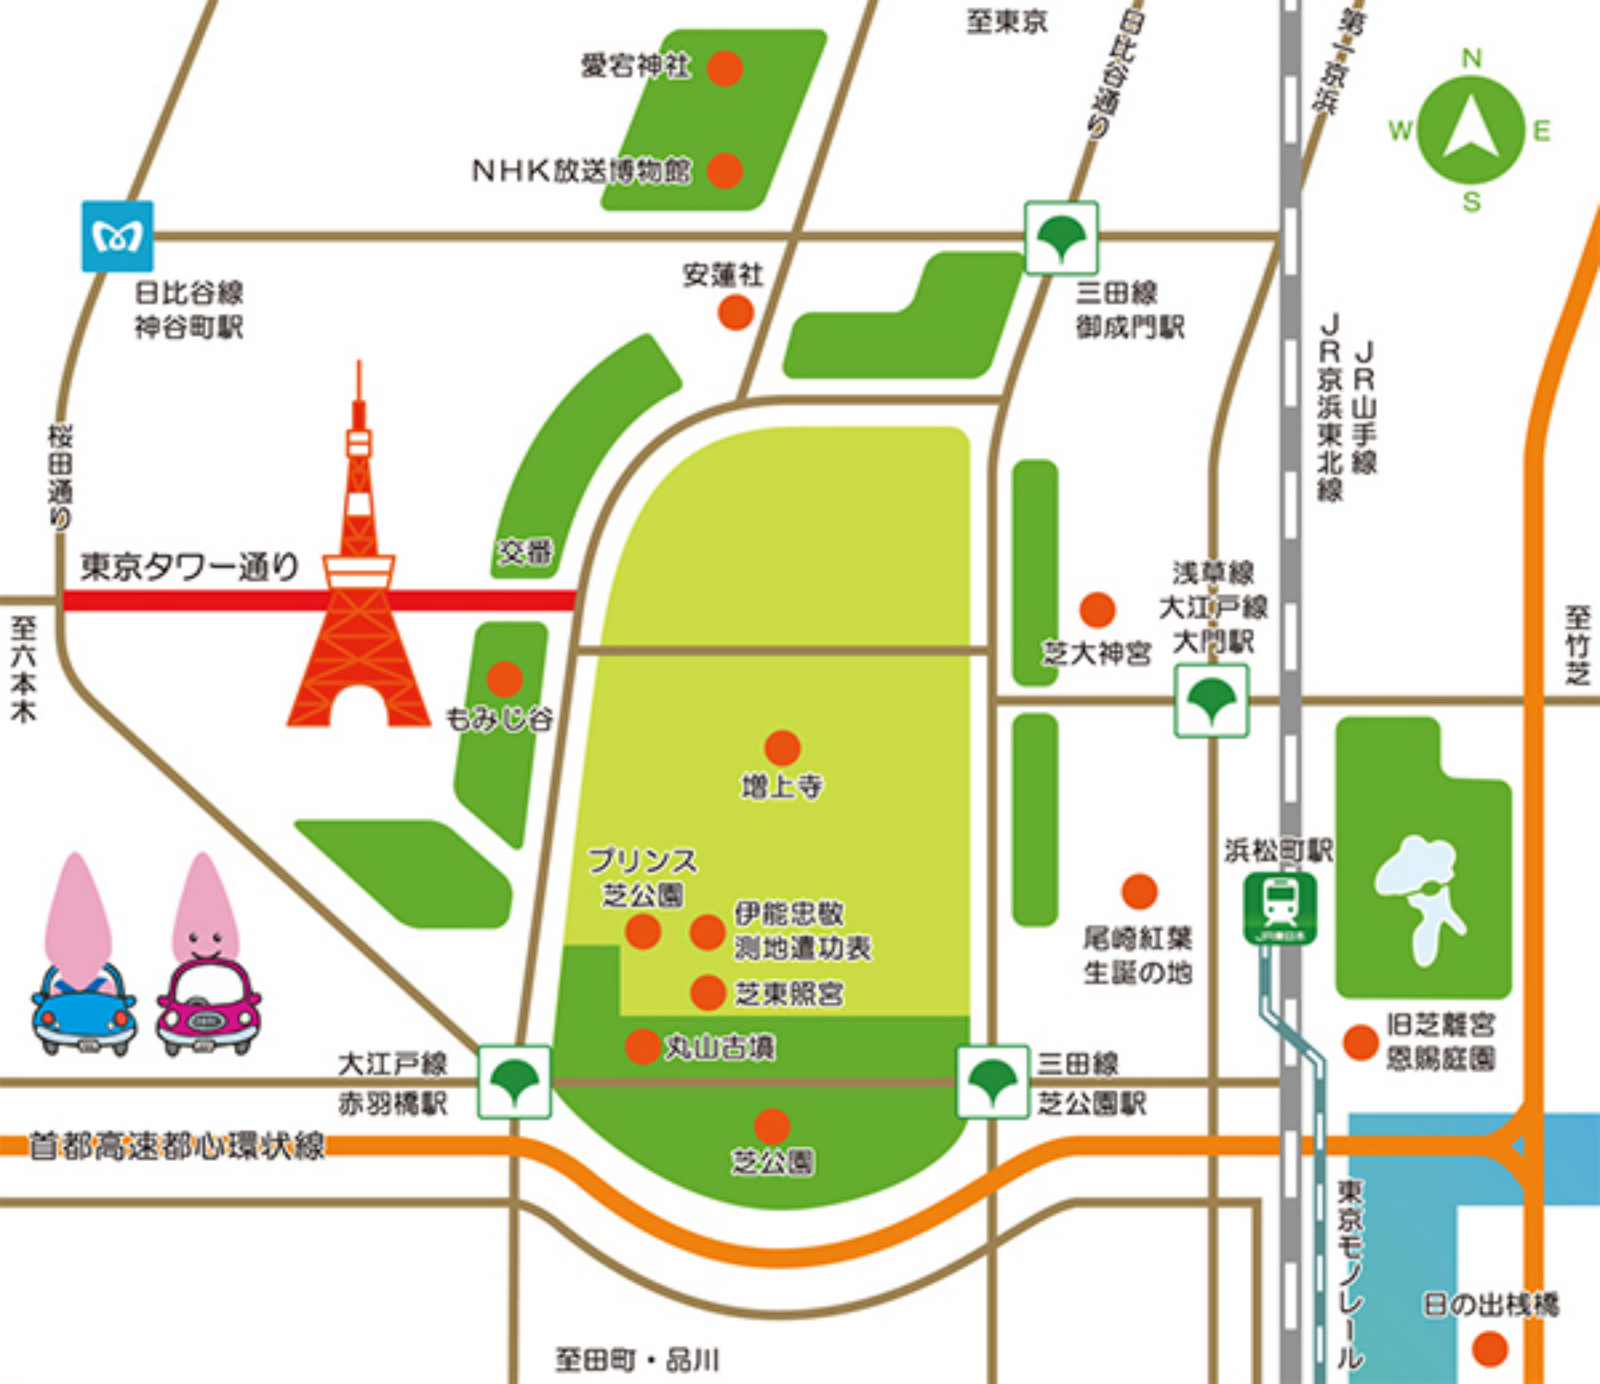 至東京
日比谷通り
第一京浜
愛宕神社
NHK放送博物館
N
W
E
S
安蓮社
日比谷線
神谷町駅
三田線
御成門駅
JR京浜東北線
JR山手線
桜田通り
交番
東京タワー通り
至六本木
浅草線
大江戸線
大門駅
芝大神宮
至竹芝
もみじ谷
増上寺
プリンス
芝公園
伊能忠敬
測地遣功表
芝東照宮
丸山古墳
浜松町駅
JR東日本
尾崎紅葉
生誕の地
旧芝離宮
恩賜庭園
大江戸線
赤羽橋駅
三田線
芝公園駅
首都高速都心環状線
芝公園
東京モノレール
日の出桟橋
至田町・品川